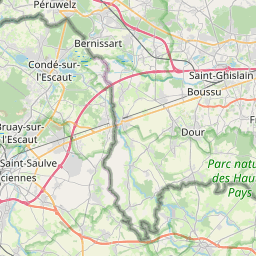 Péruwelz
Bernissart
Condé-sur-
l'Escaut
Saint-Ghislain
Boussu
Bruay-sur-
l'Escaut
Dour
Saint-Saulve
ciennes
Parc natu
des Hau
Pays